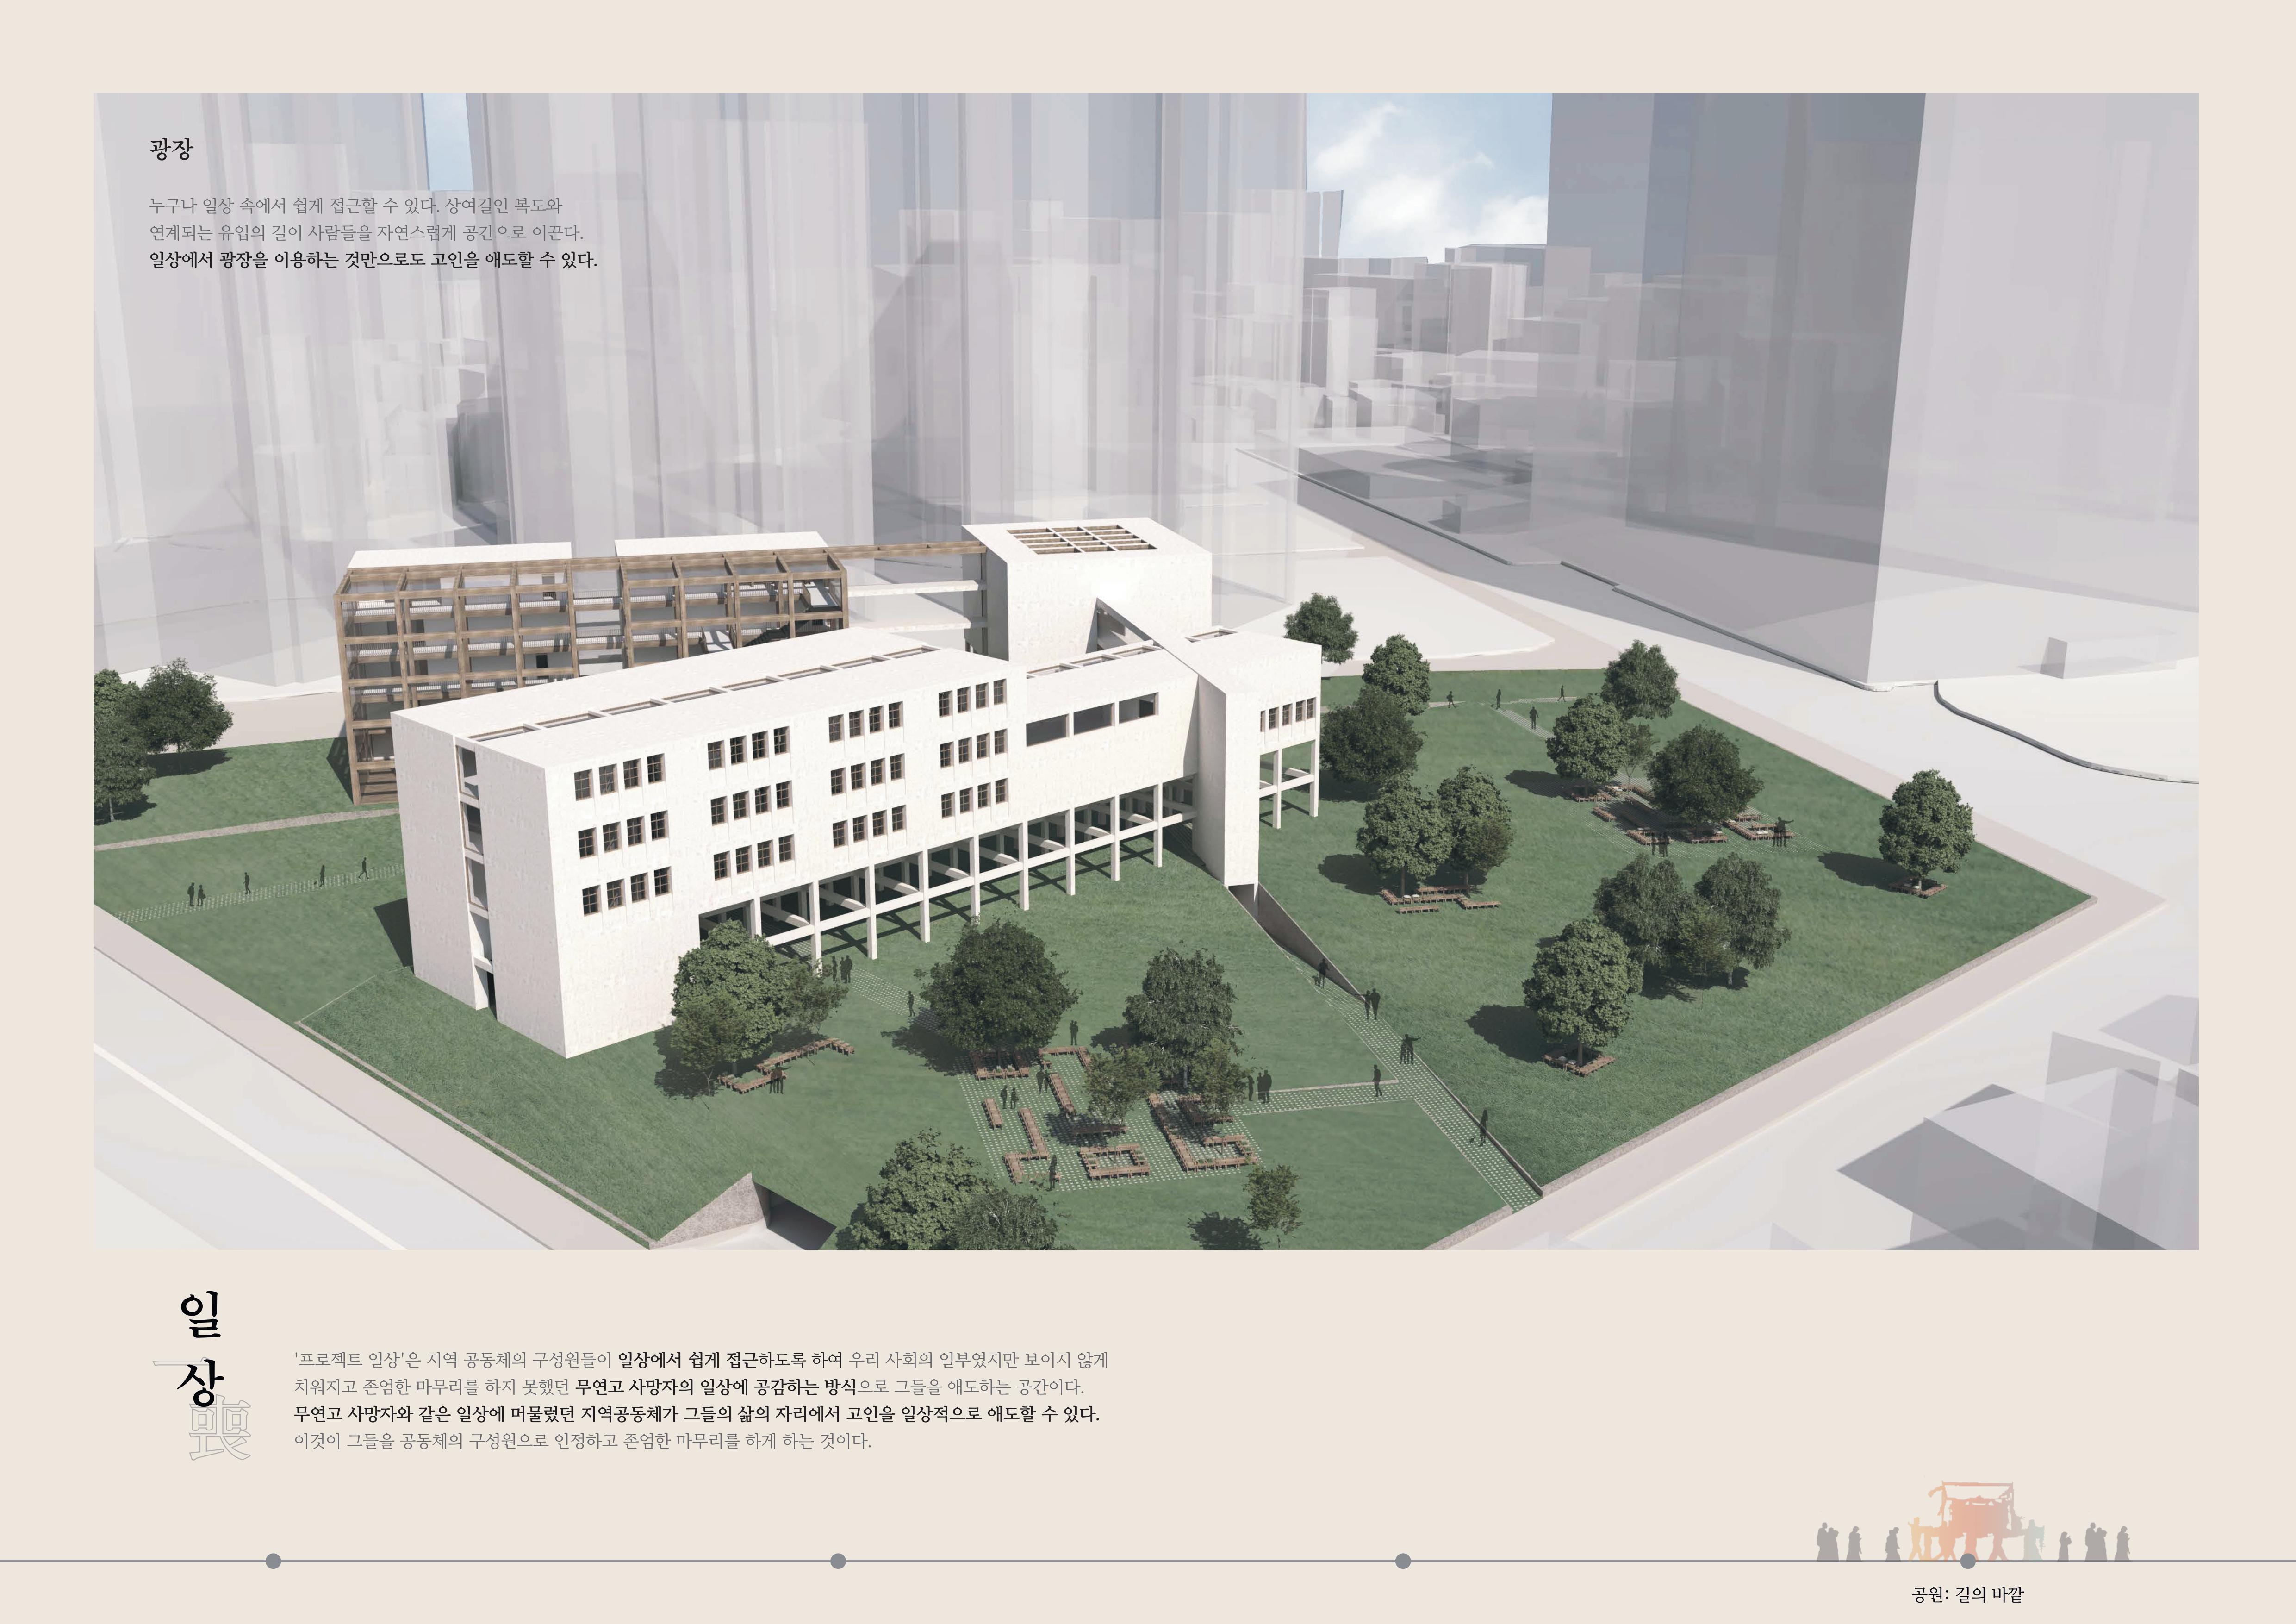 광장
누구나 일상 속에서 쉽게 접근할 수 있다. 상여길인 복도와
연계되는 유입의 길이 사람들을 자연스럽게 공간으로 이끈다.
일상에서 광장을 이용하는 것만으로도 고인을 애도할 수 있다.
일
상
一
喪
'프로젝트 일상'은 지역 공동체의 구성원들이 일상에서 쉽게 접근하도록 하여 우리 사회의 일부였지만 보이지 않게
치워지고 존엄한 마무리를 하지 못했던 무연고 사망자의 일상에 공감하는 방식으로 그들을 애도하는 공간이다.
무연고 사망자와 같은 일상에 머물렀던 지역공동체가 그들의 삶의 자리에서 고인을 일상적으로 애도할 수 있다.
이것이 그들을 공동체의 구성원으로 인정하고 존엄한 마무리를 하게 하는 것이다.
공원: 길의 바깥